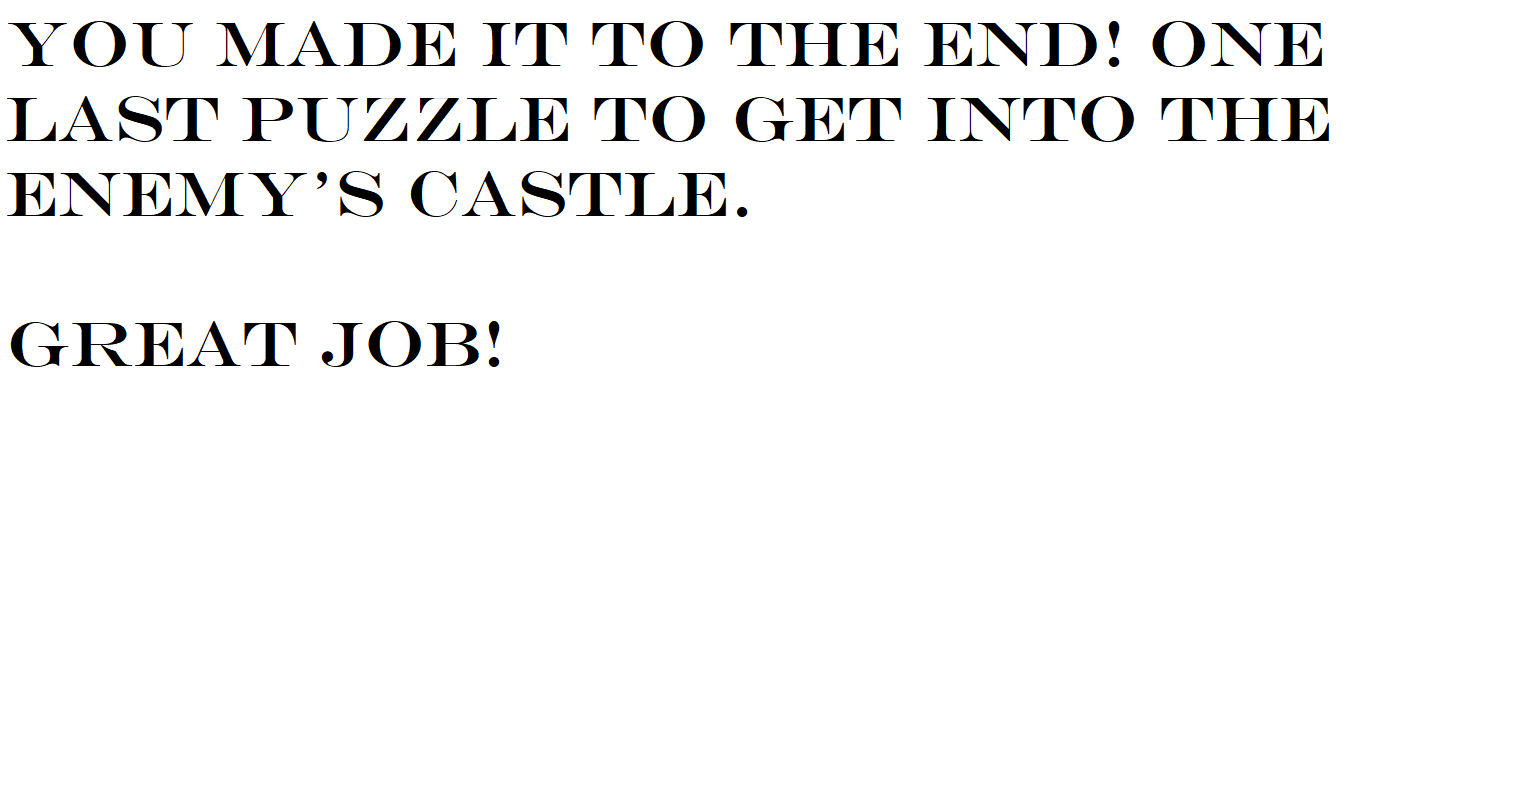 YOU MADE IT TO THE END! ONE
LAST PUZZLE TO GET INTO THE
ENEMY’S CASTLE.
GREAT JOB!